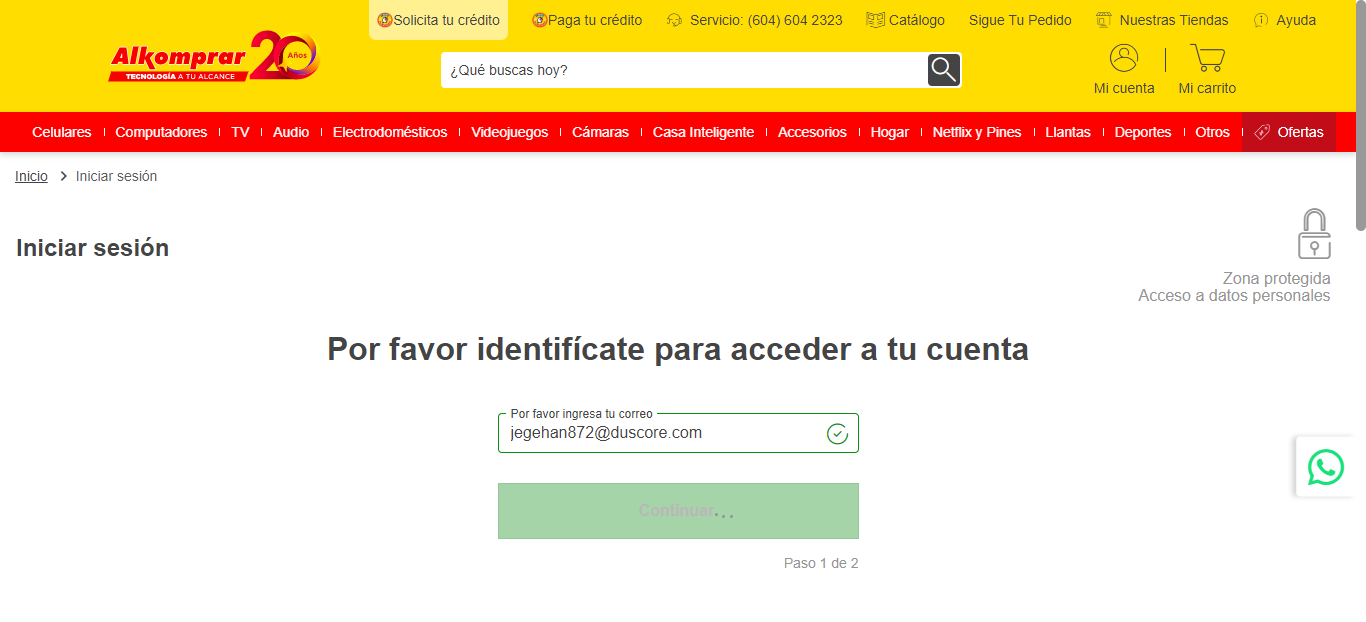 Solicita tu crédito Paga tu crédito Servicio: (604) 604 2323 Catálogo Sigue Tu Pedido Nuestras Tiendas Ayuda
Alkomprar 20 Años
TECNOLOGÍA A TU ALCANCE
¿Qué buscas hoy?
Mi cuenta Mi carrito
Celulares Computadores TV Audio Electrodomésticos Videojuegos Cámaras Casa Inteligente Accesorios Hogar Netflix y Pines Llantas Deportes Otros Ofertas
Inicio Iniciar sesión
Iniciar sesión
Zona protegida
Acceso a datos personales
Por favor identifícate para acceder a tu cuenta
Por favor ingresa tu correo
jegehan872@duscore.com
Continuar...
Paso 1 de 2